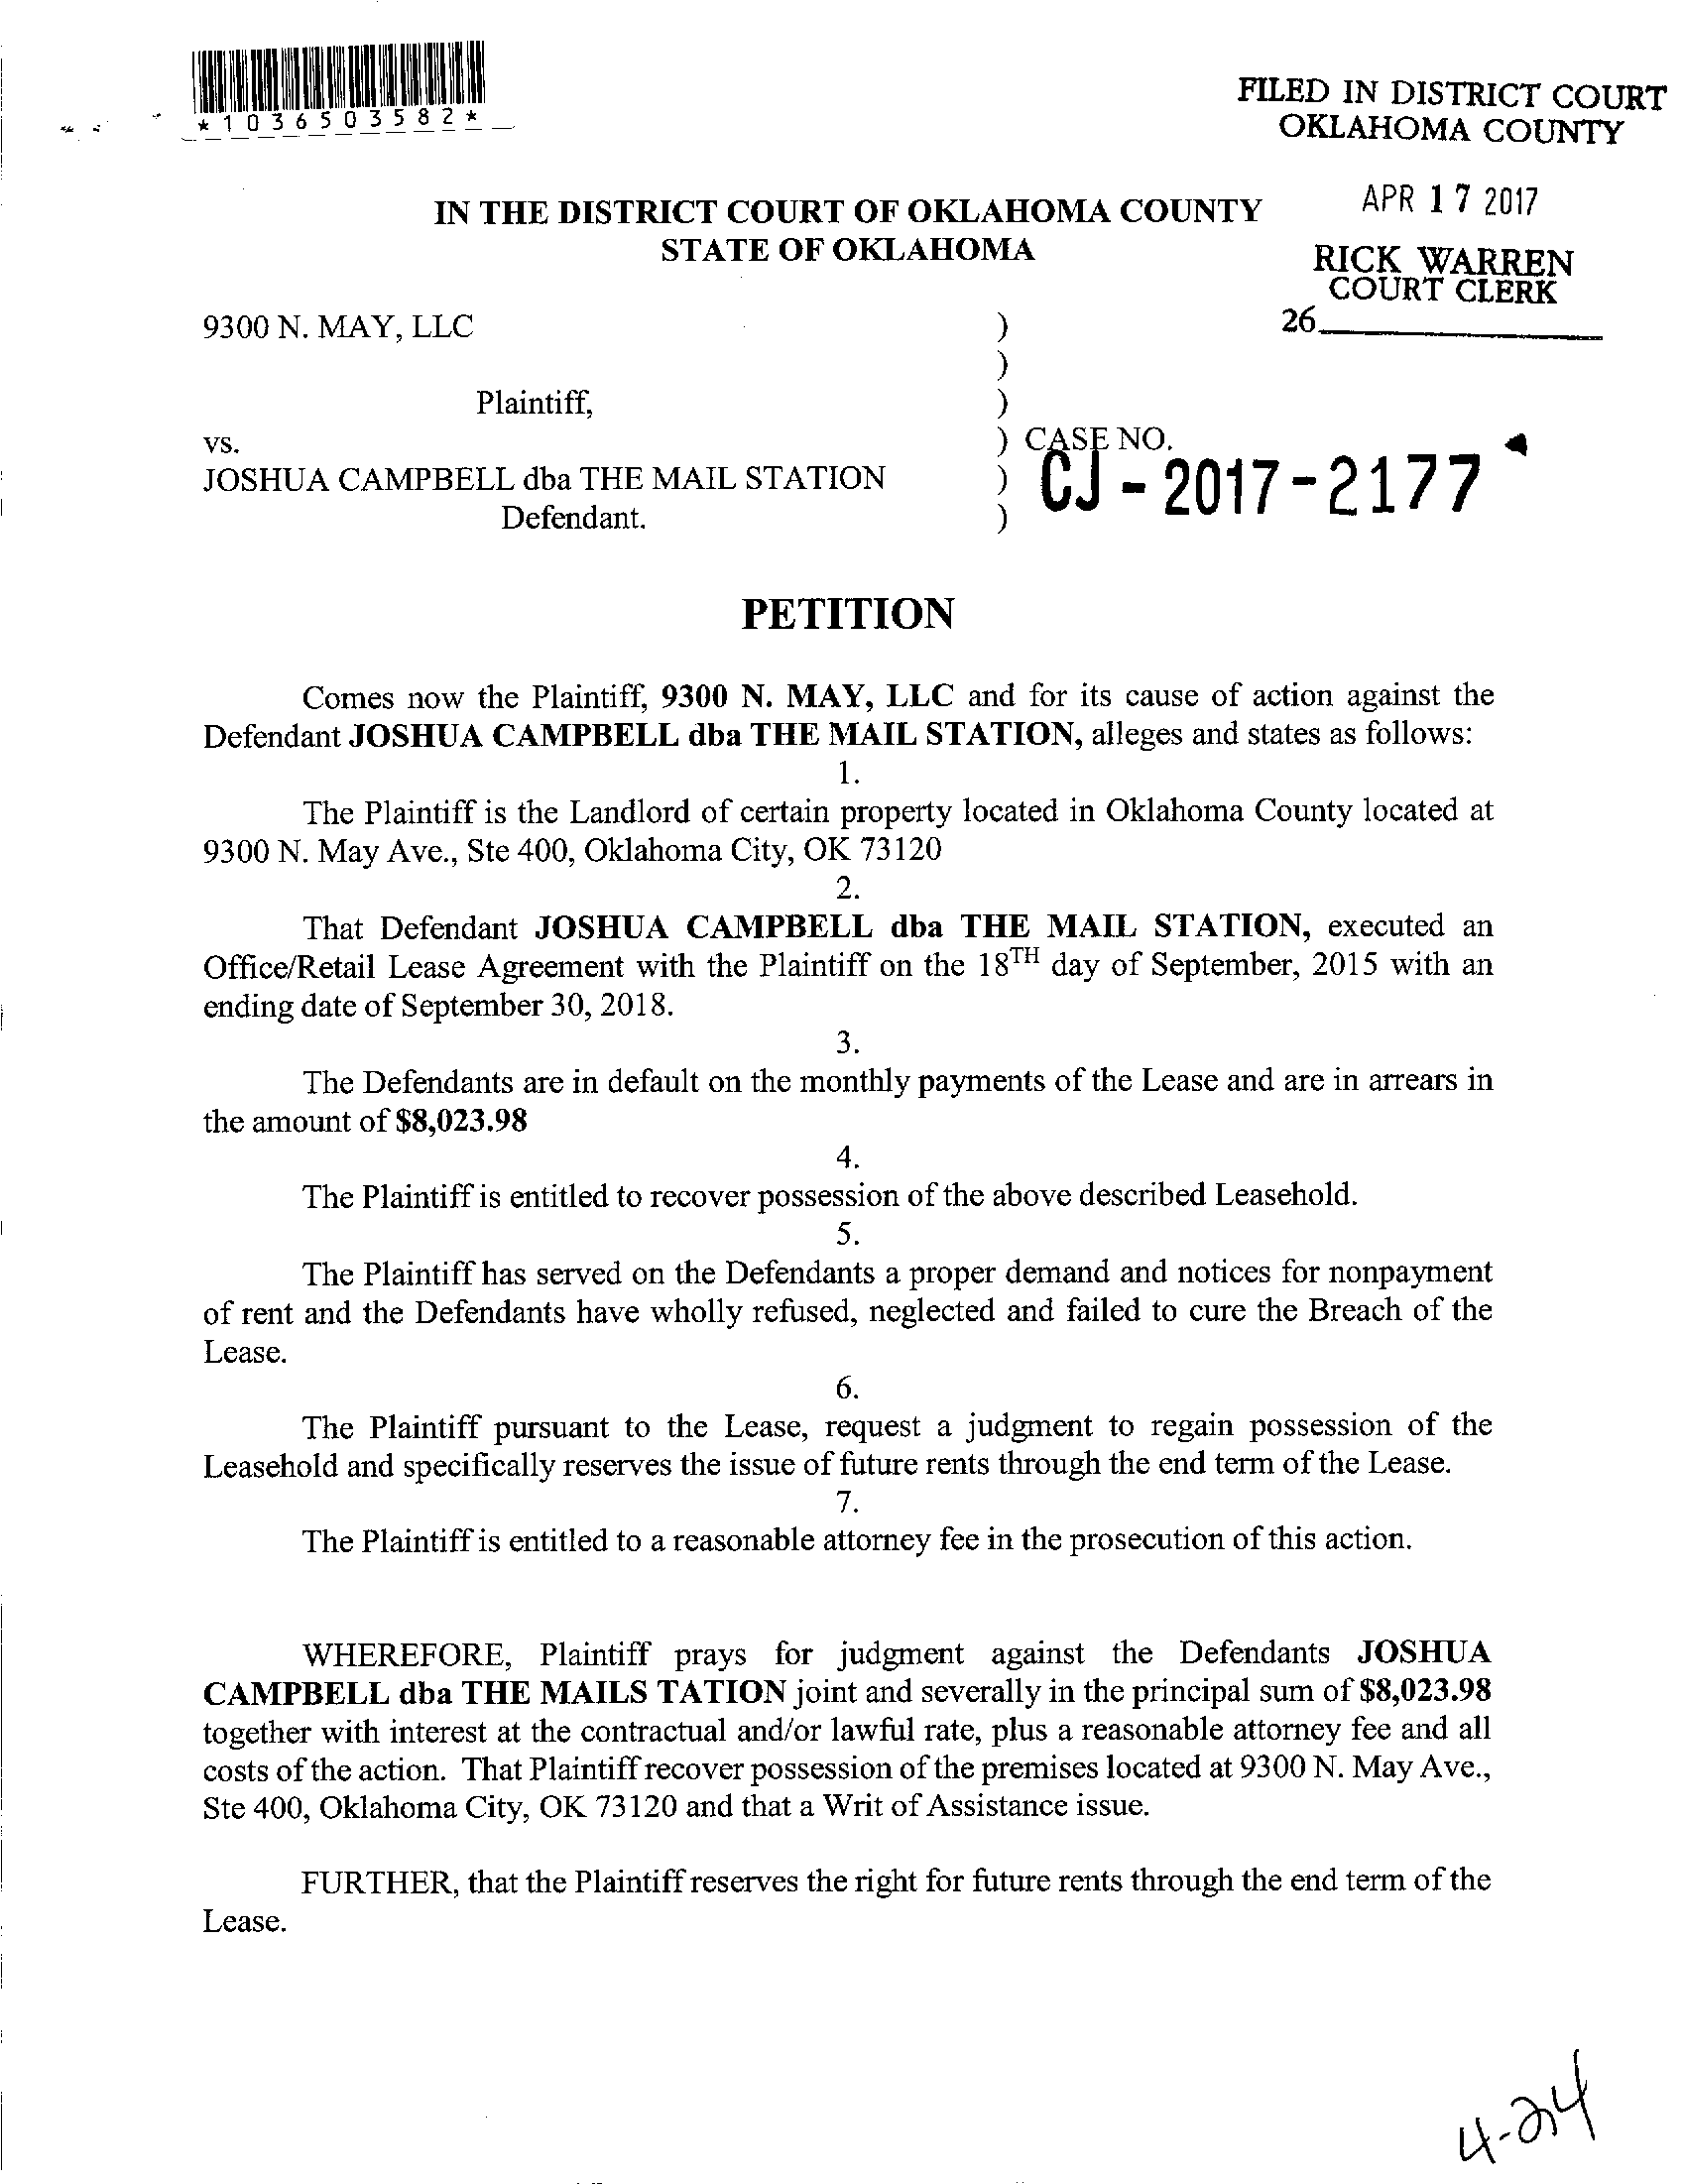 *1036503582*
FILED IN DISTRICT COURT
OKLAHOMA COUNTY
APR 17 2017
RICK WARREN
COURT CLERK
26
IN THE DISTRICT COURT OF OKLAHOMA COUNTY
STATE OF OKLAHOMA
9300 N. MAY, LLC )
)
Plaintiff, )
vs. ) CASE NO.
JOSHUA CAMPBELL dba THE MAIL STATION ) CJ - 2017 - 2177
Defendant. )
PETITION
Comes now the Plaintiff, 9300 N. MAY, LLC and for its cause of action against the
Defendant JOSHUA CAMPBELL dba THE MAIL STATION, alleges and states as follows:
1.
The Plaintiff is the Landlord of certain property located in Oklahoma County located at
9300 N. May Ave., Ste 400, Oklahoma City, OK 73120
2.
That Defendant JOSHUA CAMPBELL dba THE MAIL STATION, executed an
Office/Retail Lease Agreement with the Plaintiff on the 18TH day of September, 2015 with an
ending date of September 30, 2018.
3.
The Defendants are in default on the monthly payments of the Lease and are in arrears in
the amount of $8,023.98
4.
The Plaintiff is entitled to recover possession of the above described Leasehold.
5.
The Plaintiff has served on the Defendants a proper demand and notices for nonpayment
of rent and the Defendants have wholly refused, neglected and failed to cure the Breach of the
Lease.
6.
The Plaintiff pursuant to the Lease, request a judgment to regain possession of the
Leasehold and specifically reserves the issue of future rents through the end term of the Lease.
7.
The Plaintiff is entitled to a reasonable attorney fee in the prosecution of this action.
WHEREFORE, Plaintiff prays for judgment against the Defendants JOSHUA
CAMPBELL dba THE MAILS TATION joint and severally in the principal sum of $8,023.98
together with interest at the contractual and/or lawful rate, plus a reasonable attorney fee and all
costs of the action. That Plaintiff recover possession of the premises located at 9300 N. May Ave.,
Ste 400, Oklahoma City, OK 73120 and that a Writ of Assistance issue.
FURTHER, that the Plaintiff reserves the right for future rents through the end term of the
Lease.
4-24